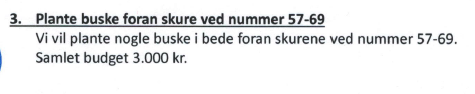 3. Plante buske foran skure ved nummer 57-69
Vi vil plante nogle buske i bede foran skurene ved nummer 57-69.
Samlet budget 3.000 kr.